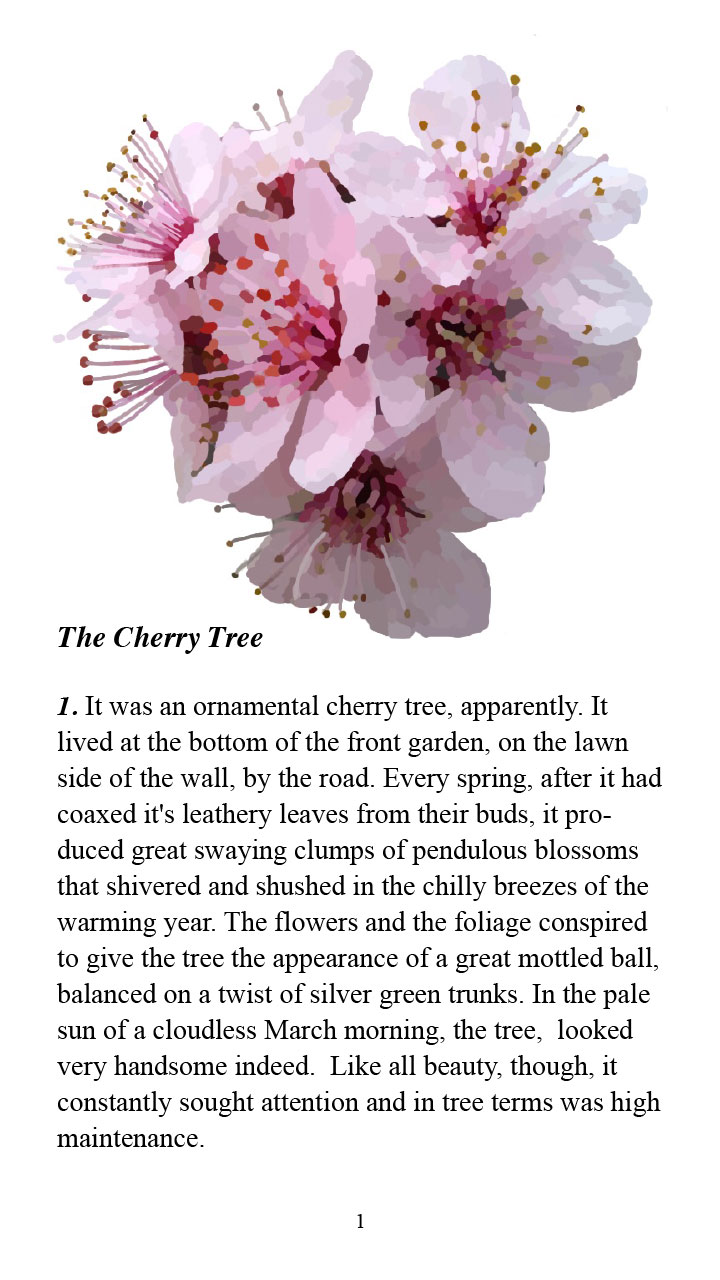 The Cherry Tree
1. It was an ornamental cherry tree, apparently. It
lived at the bottom of the front garden, on the lawn
side of the wall, by the road. Every spring, after it had
coaxed it's leathery leaves from their buds, it pro-
duced great swaying clumps of pendulous blossoms
that shivered and shushed in the chilly breezes of the
warming year. The flowers and the foliage conspired
to give the tree the appearance of a great mottled ball,
balanced on a twist of silver green trunks. In the pale
sun of a cloudless March morning, the tree,  looked
very handsome indeed.  Like all beauty, though, it
constantly sought attention and in tree terms was high
maintenance.
1